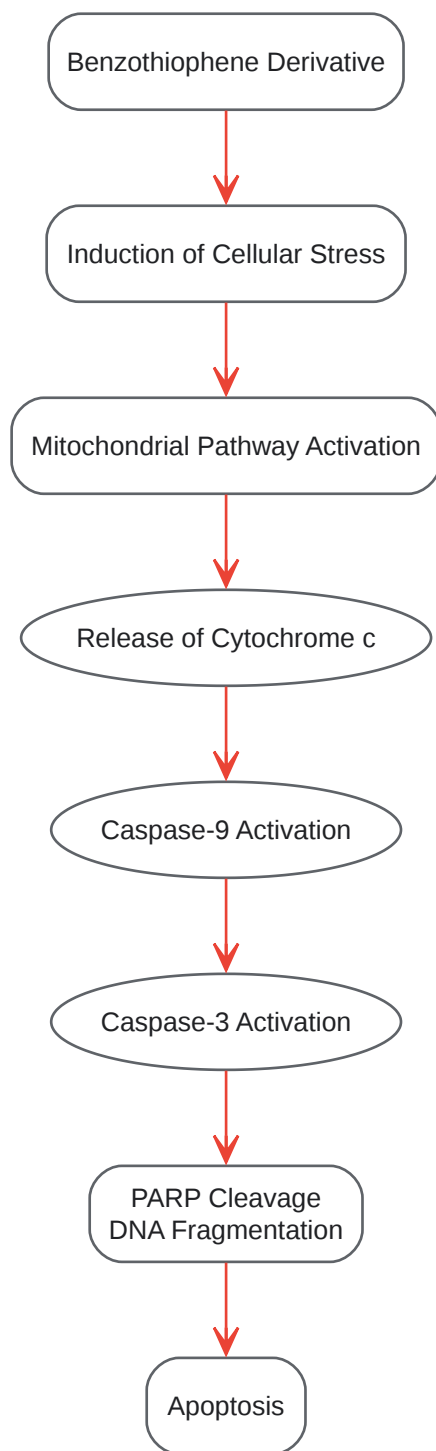 Benzothiophene Derivative
Induction of Cellular Stress
Mitochondrial Pathway Activation
Release of Cytochrome c
Caspase-9 Activation
Caspase-3 Activation
PARP Cleavage
DNA Fragmentation
Apoptosis